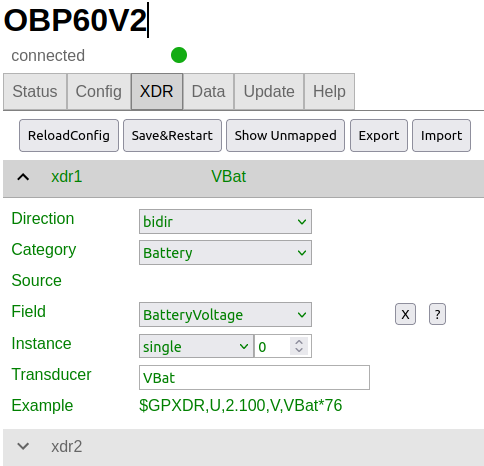 OBP60V2
connected
Status Config XDR Data Update Help
ReloadConfig Save&Restart Show Unmapped Export Import
xdr1 VBat
Direction bidir
Category Battery
Source
Field BatteryVoltage X ?
Instance single 0
Transducer VBat
Example $GPXDR,U,2.100,V,VBat*76
xdr2